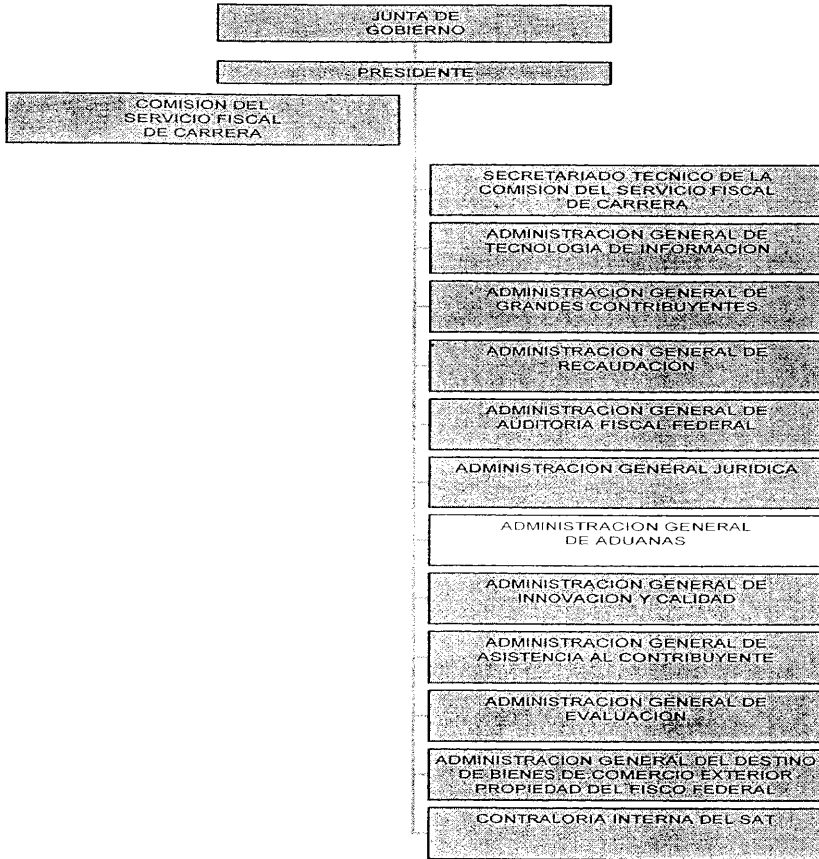 JUNTA DE
GOBIERNO
PRESIDENTE
COMISION DEL
SERVICIO FISCAL
DE CARRERA
SECRETARIADO TECNICO DE LA
COMISION DEL SERVICIO FISCAL
DE CARRERA
ADMINISTRACION GENERAL DE
TECNOLOGIA DE INFORMACION
ADMINISTRACION GENERAL DE
GRANDES CONTRIBUYENTES
ADMINISTRACION GENERAL DE
RECAUDACION
ADMINISTRACION GENERAL DE
AUDITORIA FISCAL FEDERAL
ADMINISTRACION GENERAL JURIDICA
ADMINISTRACION GENERAL
DE ADUANAS
ADMINISTRACION GENERAL DE
INNOVACION Y CALIDAD
ADMINISTRACION GENERAL DE
ASISTENCIA AL CONTRIBUYENTE
ADMINISTRACION GENERAL DE
EVALUACION
ADMINISTRACION GENERAL DEL DESTINO
DE BIENES DE COMERCIO EXTERIOR
PROPIEDAD DEL FISCO FEDERAL
CONTRALORIA INTERNA DEL SAT